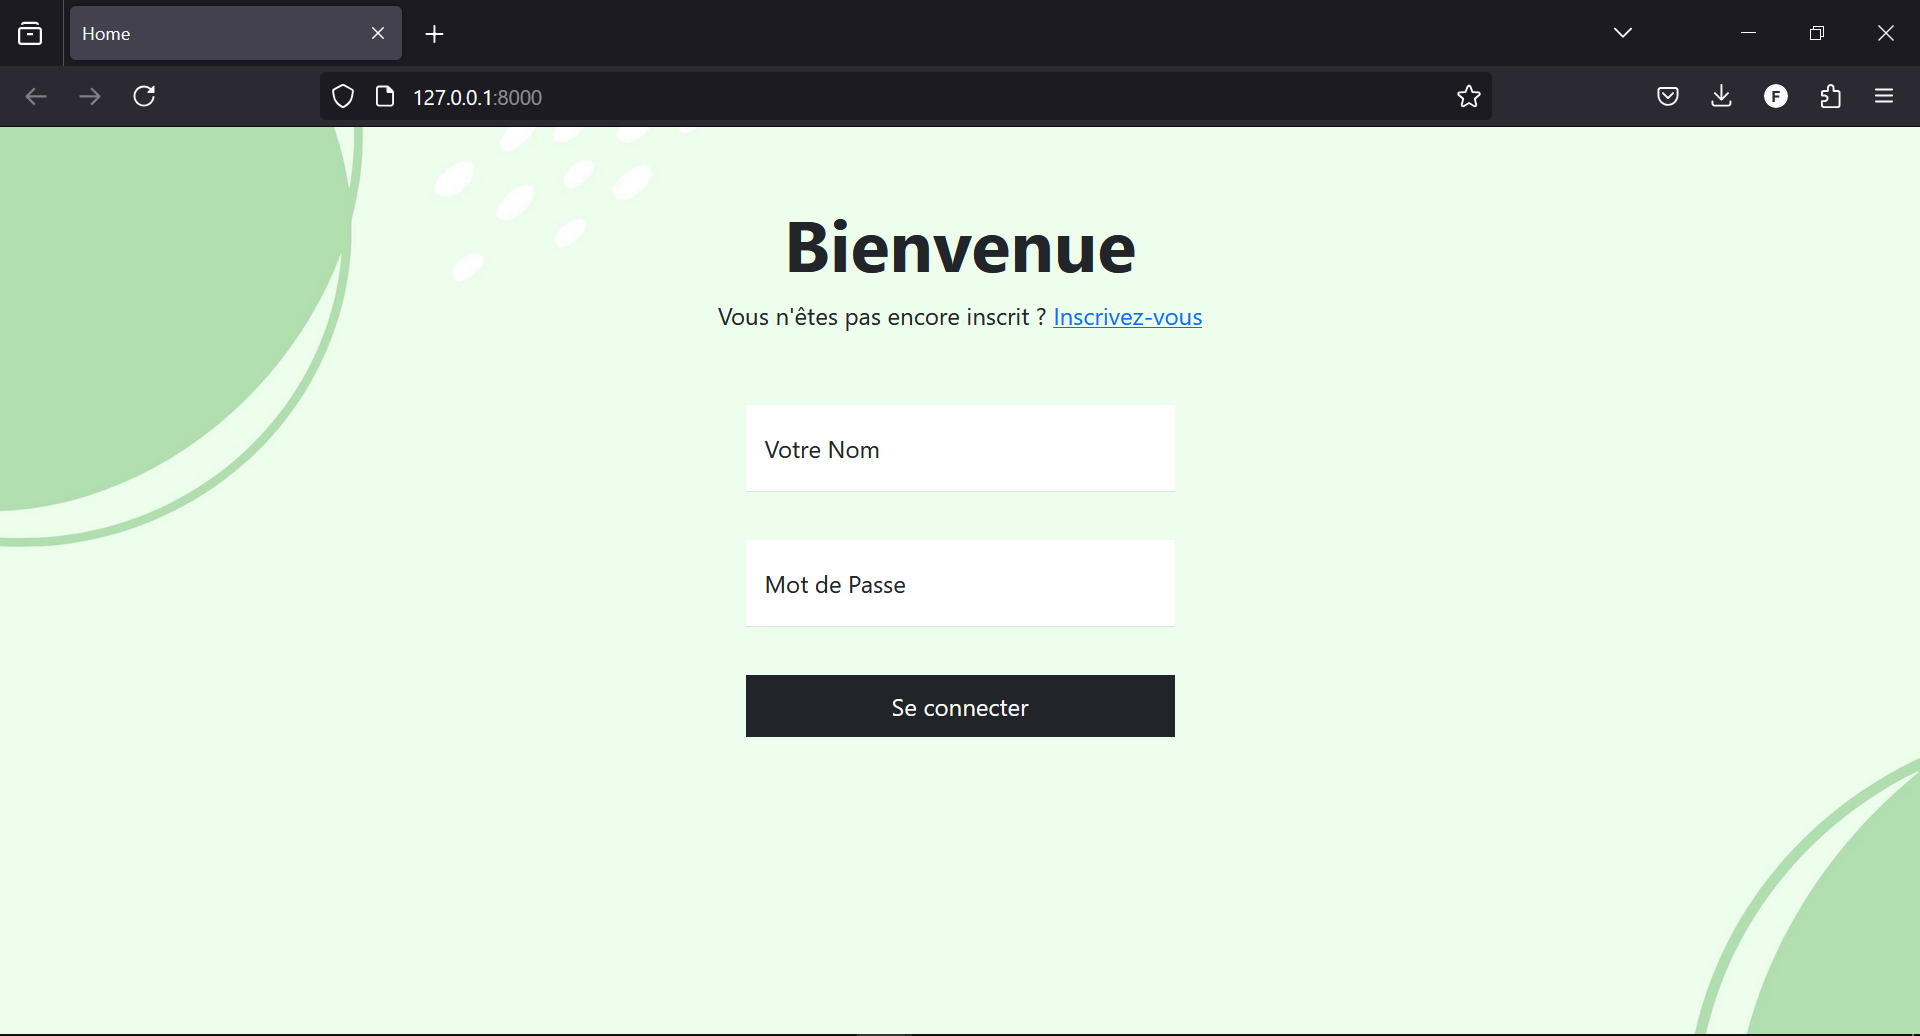 Home
127.0.0.1:8000
F
Bienvenue
Vous n'êtes pas encore inscrit ? Inscrivez-vous
Votre Nom
Mot de Passe
Se connecter